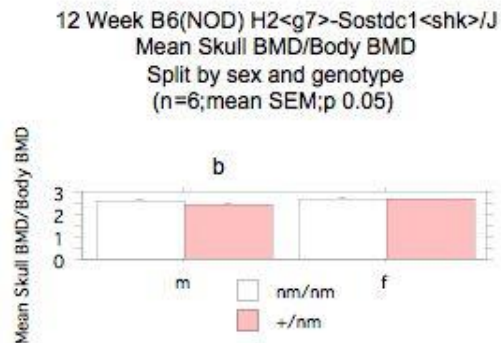 12 Week B6(NOD) H2<g7>-Sostdc1<shk>/J
Mean Skull BMD/Body BMD
Split by sex and genotype
(n=6;mean SEM;p 0.05)
b
Mean Skull BMD/Body BMD
3
2
1
0
m f
nm/nm
+/nm